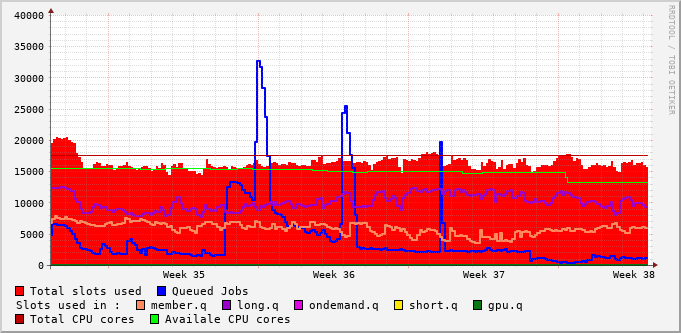 40000
35000
30000
25000
20000
15000
10000
5000
0
Week 35 Week 36 Week 37 Week 38
RRDTOOL / TOBI OETIKER
Total slots used Queued Jobs
Slots used in : member.q long.q ondemand.q short.q gpu.q
Total CPU cores Availale CPU cores